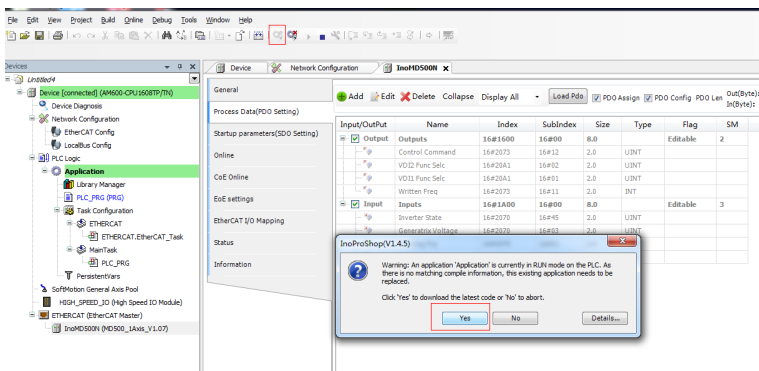 File Edit View Project Build Online Debug Tools Window Help
Devices
Untitled4
Device [connected] (AM600-CPU1608TP/TN)
Device Diagnosis
Network Configuration
EtherCAT Config
LocalBus Config
PLC Logic
Application
Library Manager
PLC_PRG (PRG)
Task Configuration
ETHERCAT
ETHERCAT.EtherCAT_Task
MainTask
PLC_PRG
PersistentVars
SoftMotion General Axis Pool
HIGH_SPEED_IO (High Speed IO Module)
ETHERCAT (EtherCAT Master)
InoMD500N (MD500_1Axis_V1.07)
Device Network Configuration InoMD500N
General
Process Data(PDO Setting)
Startup parameters(SDO Setting)
Online
CoE Online
EoE settings
EtherCAT I/O Mapping
Status
Information
Add Edit Delete Collapse Display All Load Pdo PDO Assign PDO Config PDO Len Out(Byte):
In(Byte):
Input/OutPut Name Index SubIndex Size Type Flag SM
Output Outputs 16#1600 16#00 8.0 Editable 2
Control Command 16#2073 16#12 2.0 UINT
VDI2 Func Selc 16#20A1 16#02 2.0 UINT
VDI1 Func Selc 16#20A1 16#01 2.0 UINT
Written Freq 16#2073 16#11 2.0 INT
Input Inputs 16#1A00 16#00 8.0 Editable 3
Inverter State 16#2070 16#45 2.0 UINT
Generatrix Voltage 16#2070 16#03 2.0 UINT
InoProShop(V1.4.5)
Warning: An application 'Application' is currently in RUN mode on the PLC. As
there is no matching compile information, this existing application needs to be
replaced.
Click 'Yes' to download the latest code or 'No' to abort.
Yes No Details...